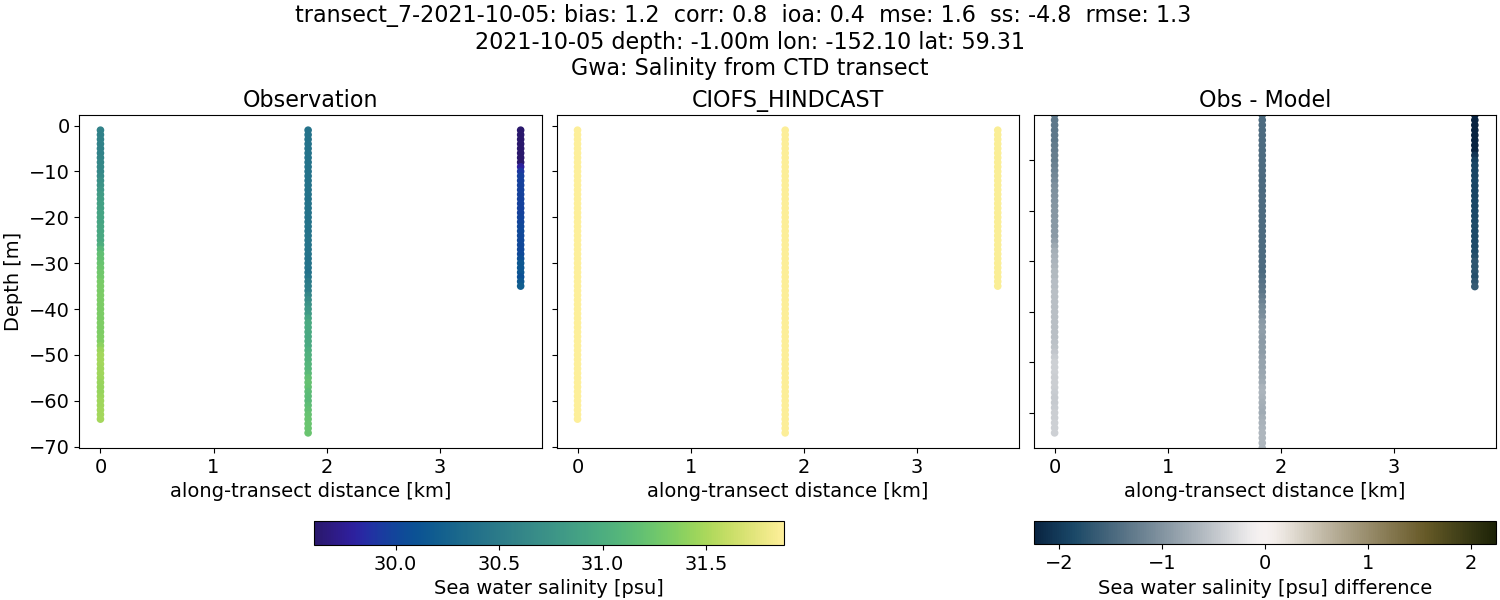 transect_7-2021-10-05: bias: 1.2  corr: 0.8  ioa: 0.4  mse: 1.6  ss: -4.8  rmse: 1.3
2021-10-05 depth: -1.00m lon: -152.10 lat: 59.31
Gwa: Salinity from CTD transect
Observation
CIOFS_HINDCAST
Obs - Model
Depth [m]
0
−10
−20
−30
−40
−50
−60
−70
0 1 2 3
0 1 2 3
0 1 2 3
along-transect distance [km]
along-transect distance [km]
along-transect distance [km]
30.0 30.5 31.0 31.5
Sea water salinity [psu]
−2 −1 0 1 2
Sea water salinity [psu] difference